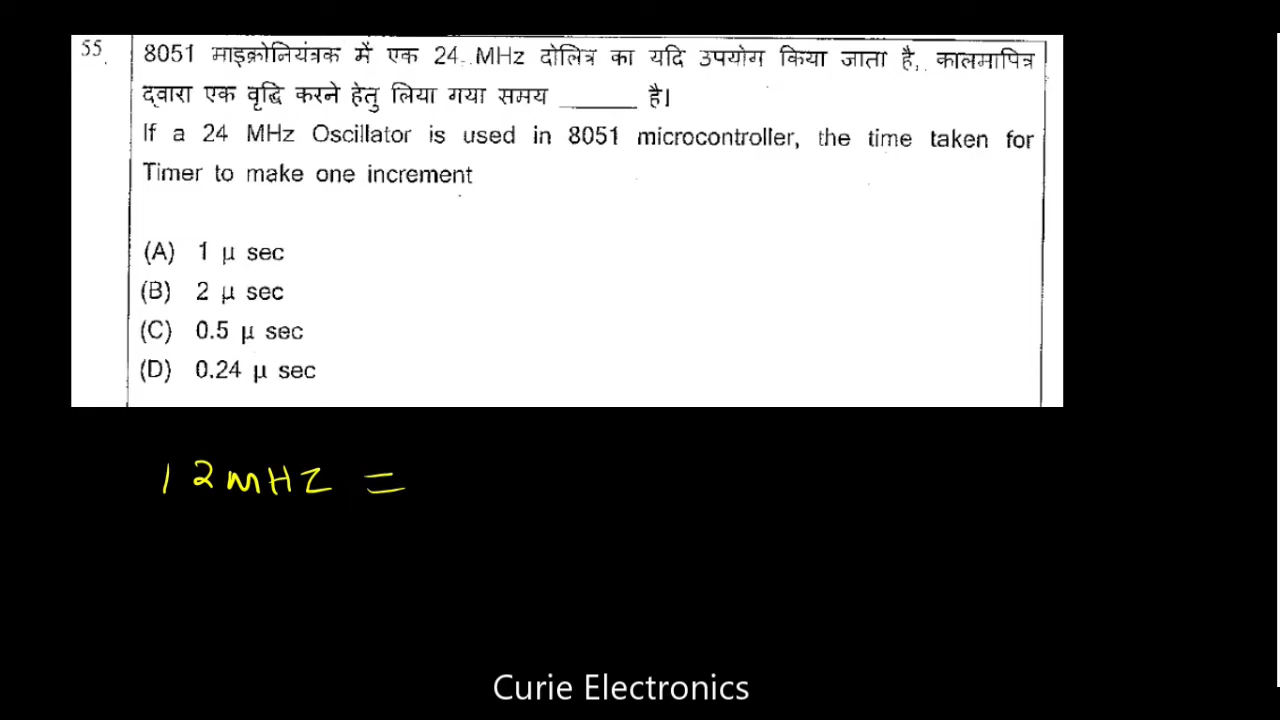 55.
8051 माइक्रोनियंत्रक में एक 24 MHz दोलित्र का यदि उपयोग किया जाता है, कालमापित्र
द्वारा एक वृद्धि करने हेतु लिया गया समय ______ है।
If a 24 MHz Oscillator is used in 8051 microcontroller, the time taken for
Timer to make one increment
(A) 1 μ sec
(B) 2 μ sec
(C) 0.5 μ sec
(D) 0.24 μ sec
12 mHz =
Curie Electronics